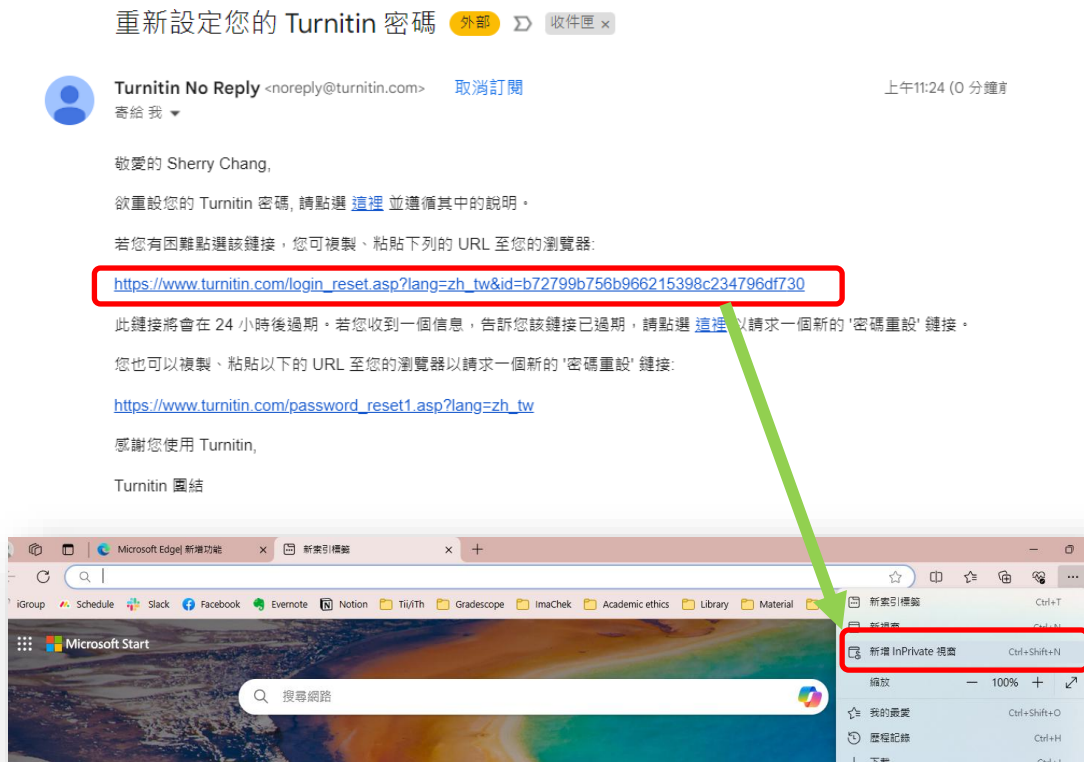 重新設定您的 Turnitin 密碼 外部 收件匣 ×
Turnitin No Reply <noreply@turnitin.com> 取消訂閱 上午11:24 (0 分鐘前
寄給 我
敬愛的 Sherry Chang,
欲重設您的 Turnitin 密碼, 請點選 這裡 並遵循其中的說明。
若您有困難點選該鏈接，您可複製、粘貼下列的 URL 至您的瀏覽器:
https://www.turnitin.com/login_reset.asp?lang=zh_tw&id=b72799b756b966215398c234796df730
此鏈接將會在 24 小時後過期。若您收到一個信息，告訴您該鏈接已過期，請點選 這裡 以請求一個新的 '密碼重設' 鏈接。
您也可以複製、粘貼以下的 URL 至您的瀏覽器以請求一個新的 '密碼重設' 鏈接:
https://www.turnitin.com/password_reset1.asp?lang=zh_tw
感謝您使用 Turnitin,
Turnitin 團結
Microsoft Edge| 新增功能 新索引標籤
iGroup Schedule Slack Facebook Evernote Notion Tii/iTh Gradescope ImaChek Academic ethics Library Material
新索引標籤 Ctrl+T
新視窗 Ctrl+N
Microsoft Start
新增 InPrivate 視窗 Ctrl+Shift+N
縮放 — 100% +
搜尋網路
我的最愛 Ctrl+Shift+O
歷程記錄 Ctrl+H
下載 Ctrl+J